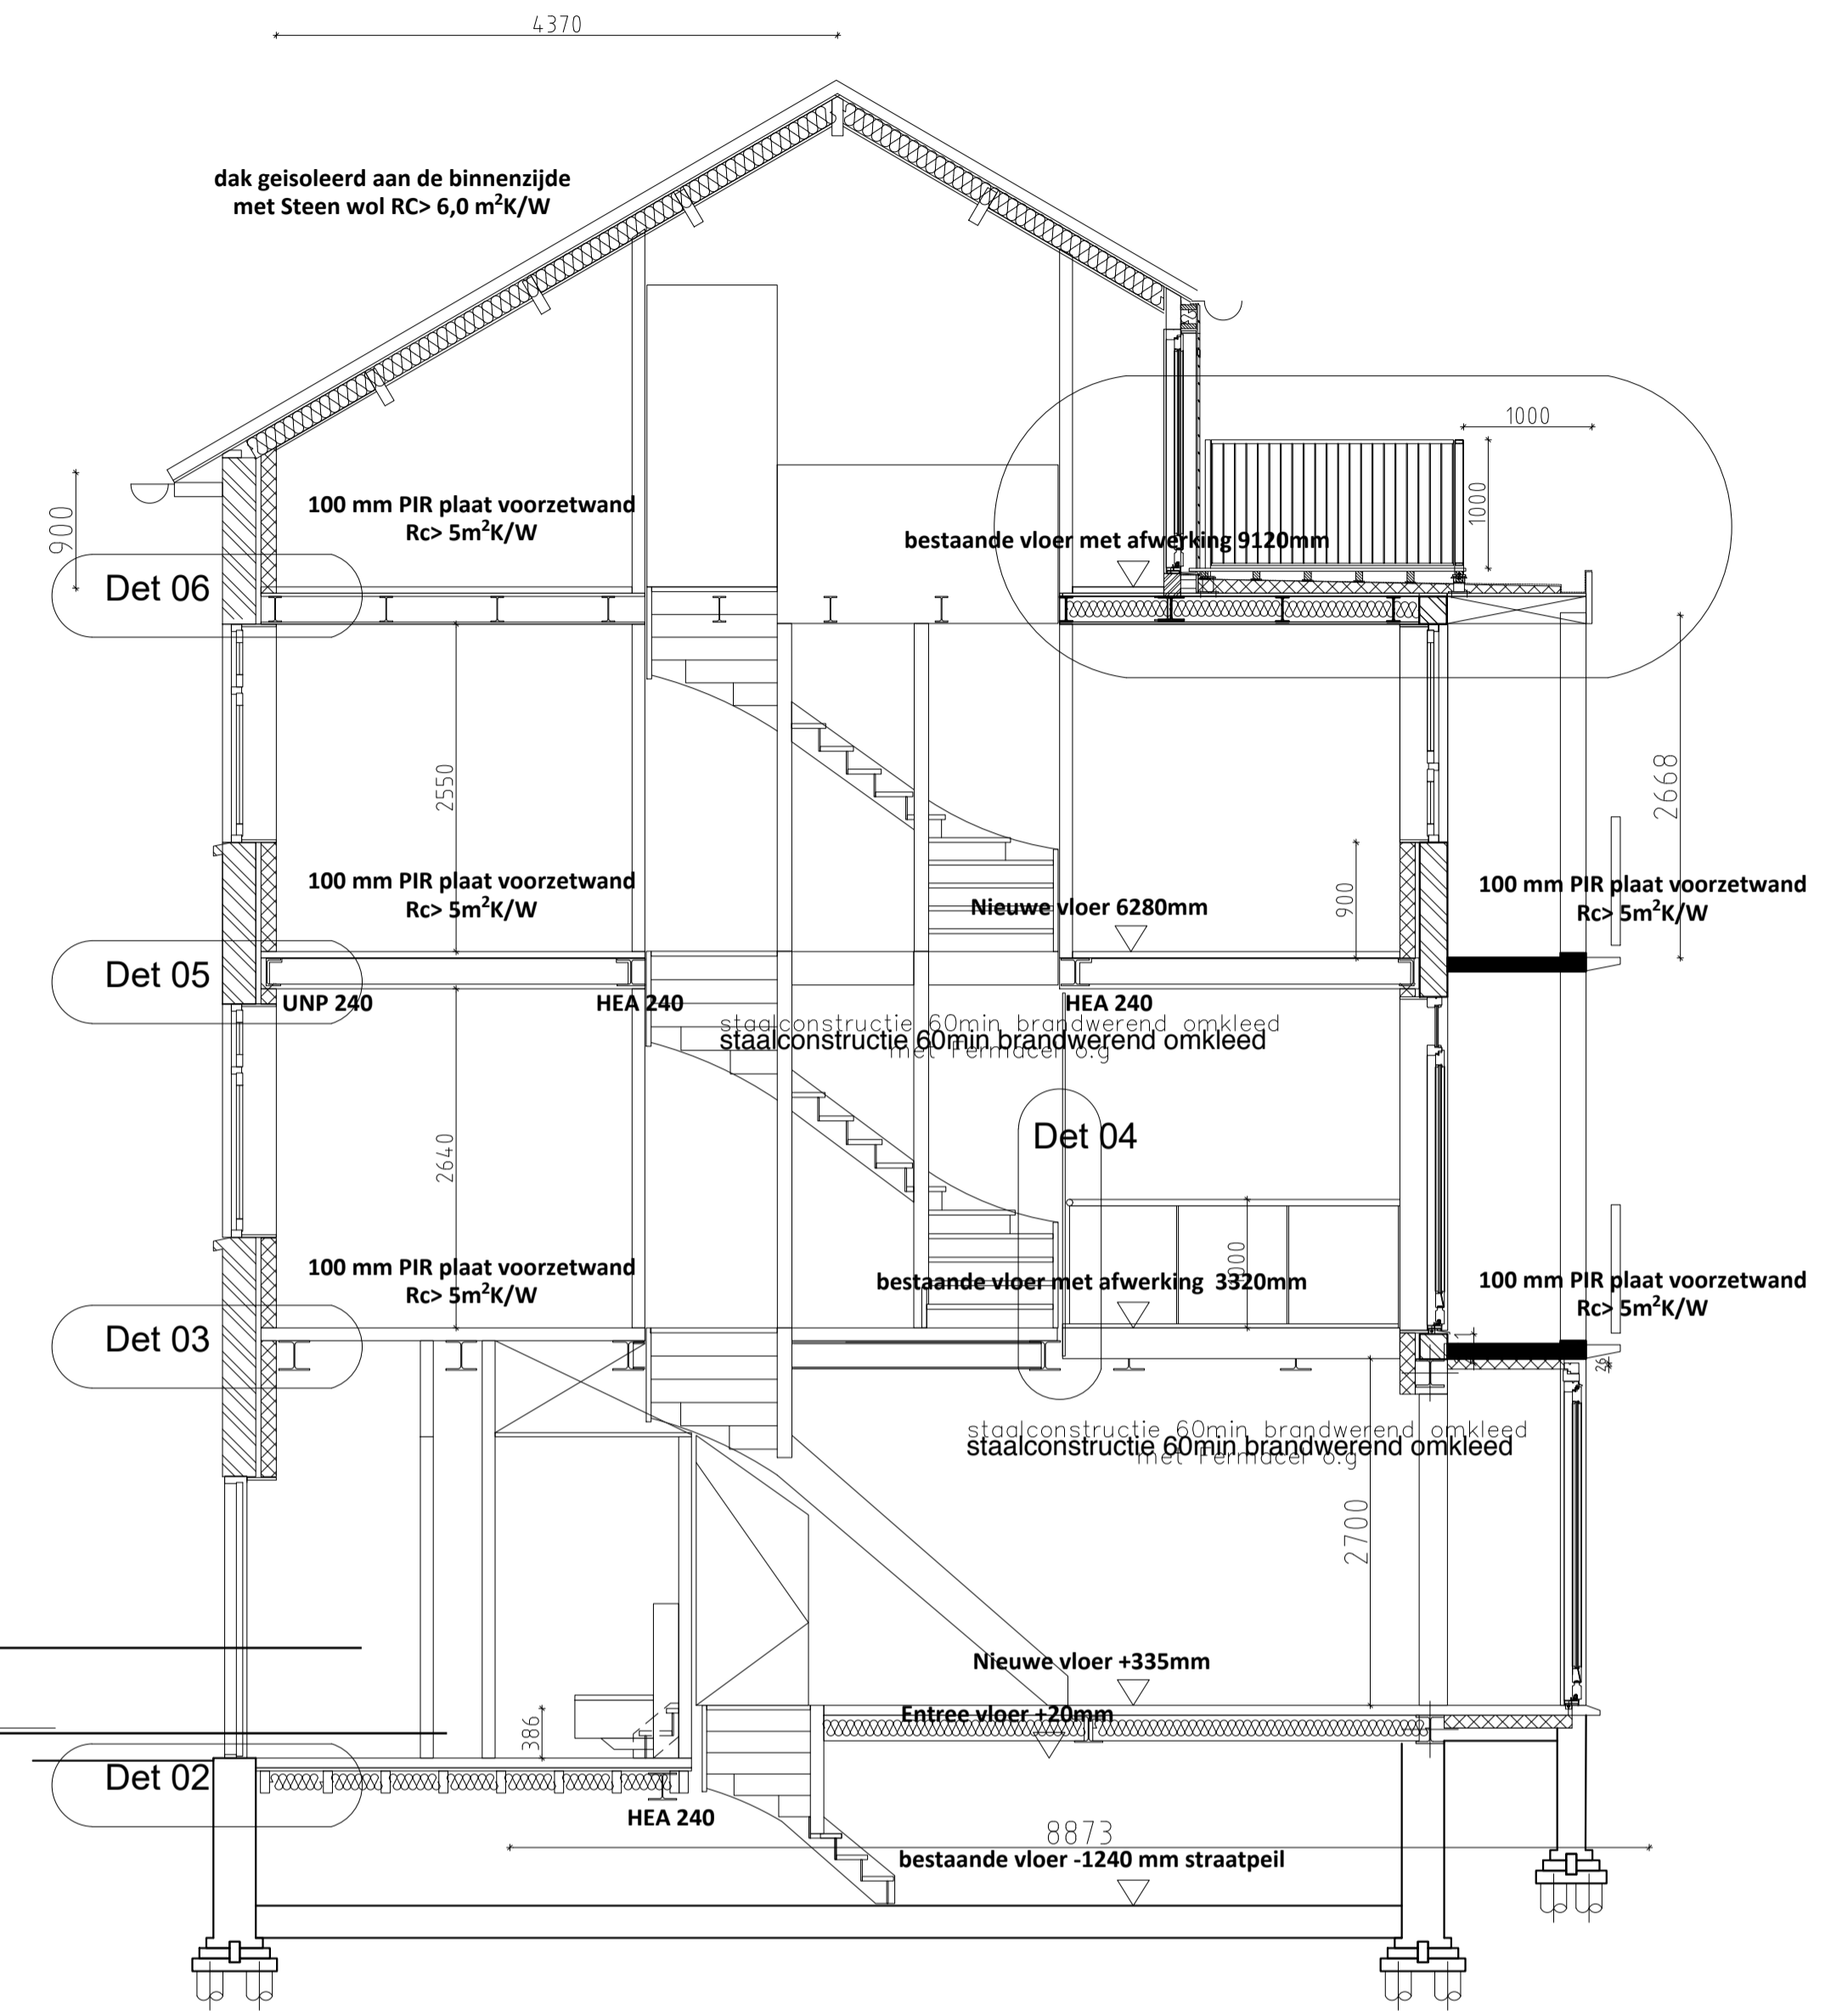 4370
dak geisoleerd aan de binnenzijde
met Steen wol RC> 6,0 m²K/W
1000
900
100 mm PIR plaat voorzetwand
Rc> 5m²K/W
1000
bestaande vloer met afwerking 9120mm
Det 06
2550
2668
100 mm PIR plaat voorzetwand
Rc> 5m²K/W
900
100 mm PIR plaat voorzetwand
Rc> 5m²K/W
Nieuwe vloer 6280mm
Det 05
UNP 240
HEA 240
HEA 240
staalconstructie 60min brandwerend omkleed
staalconstructie 60min brandwerend omkleed
met Fermacel o.g
Det 04
2640
100 mm PIR plaat voorzetwand
Rc> 5m²K/W
bestaande vloer met afwerking 3320mm
100 mm PIR plaat voorzetwand
Rc> 5m²K/W
Det 03
26
staalconstructie 60min brandwerend omkleed
staalconstructie 60min brandwerend omkleed
met Fermacel o.g
2700
Nieuwe vloer +335mm
Entree vloer +20mm
386
Det 02
HEA 240
8873
bestaande vloer -1240 mm straatpeil